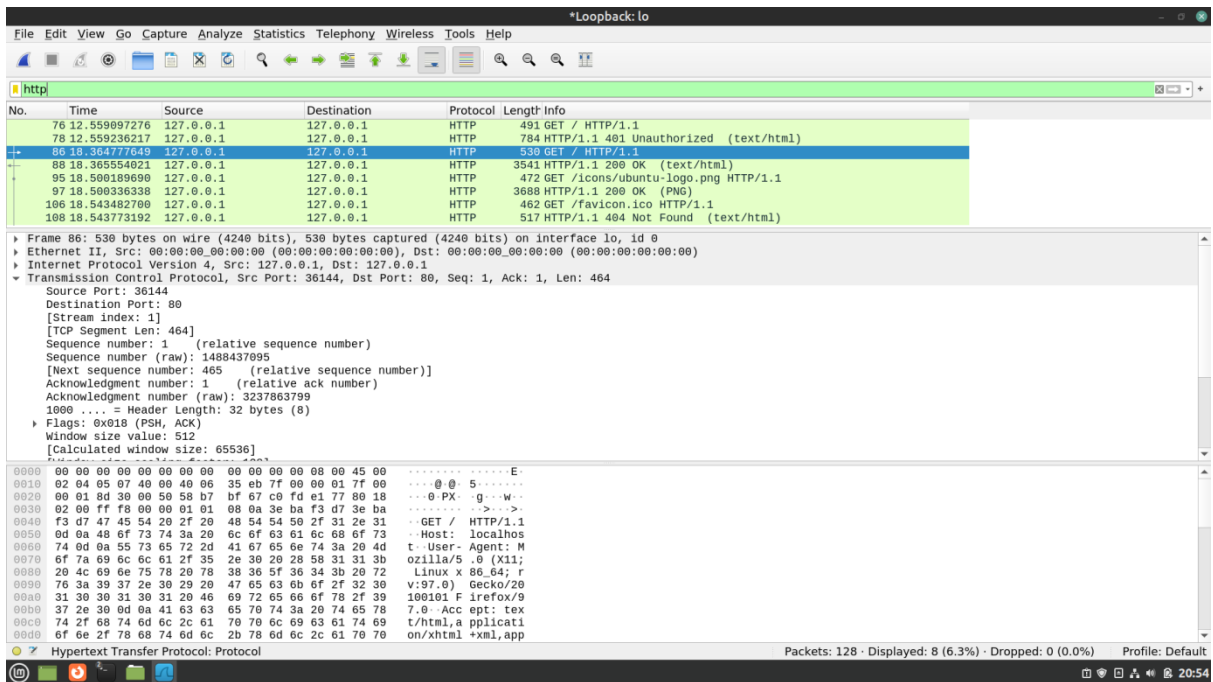 *Loopback: lo
File Edit View Go Capture Analyze Statistics Telephony Wireless Tools Help
http
No. Time Source Destination Protocol Length Info
76 12.559097276 127.0.0.1 127.0.0.1 HTTP 491 GET / HTTP/1.1
78 12.559236217 127.0.0.1 127.0.0.1 HTTP 784 HTTP/1.1 401 Unauthorized (text/html)
86 18.364777649 127.0.0.1 127.0.0.1 HTTP 530 GET / HTTP/1.1
88 18.365554021 127.0.0.1 127.0.0.1 HTTP 3541 HTTP/1.1 200 OK (text/html)
95 18.500189690 127.0.0.1 127.0.0.1 HTTP 472 GET /icons/ubuntu-logo.png HTTP/1.1
97 18.500336338 127.0.0.1 127.0.0.1 HTTP 3688 HTTP/1.1 200 OK (PNG)
106 18.543482700 127.0.0.1 127.0.0.1 HTTP 462 GET /favicon.ico HTTP/1.1
108 18.543773192 127.0.0.1 127.0.0.1 HTTP 517 HTTP/1.1 404 Not Found (text/html)
Frame 86: 530 bytes on wire (4240 bits), 530 bytes captured (4240 bits) on interface lo, id 0
Ethernet II, Src: 00:00:00_00:00:00 (00:00:00:00:00:00), Dst: 00:00:00_00:00:00 (00:00:00:00:00:00)
Internet Protocol Version 4, Src: 127.0.0.1, Dst: 127.0.0.1
Transmission Control Protocol, Src Port: 36144, Dst Port: 80, Seq: 1, Ack: 1, Len: 464
Source Port: 36144
Destination Port: 80
[Stream index: 1]
[TCP Segment Len: 464]
Sequence number: 1 (relative sequence number)
Sequence number (raw): 1488437095
[Next sequence number: 465 (relative sequence number)]
Acknowledgment number: 1 (relative ack number)
Acknowledgment number (raw): 3237863799
1000 .... = Header Length: 32 bytes (8)
Flags: 0x018 (PSH, ACK)
Window size value: 512
[Calculated window size: 65536]
0000 00 00 00 00 00 00 00 00 00 00 00 00 08 00 45 00 ········ ······E·
0010 02 04 05 07 40 00 40 06 35 eb 7f 00 00 01 7f 00 ····@·@· 5·······
0020 00 01 8d 30 00 50 58 b7 bf 67 c0 fd e1 77 80 18 ···0·PX· ·g···w··
0030 02 00 ff f8 00 00 01 01 08 0a 3e ba f3 d7 3e ba ········ ··>···>·
0040 f3 d7 47 45 54 20 2f 20 48 54 54 50 2f 31 2e 31 ··GET / HTTP/1.1
0050 0d 0a 48 6f 73 74 3a 20 6c 6f 63 61 6c 68 6f 73 ··Host: localhos
0060 74 0d 0a 55 73 65 72 2d 41 67 65 6e 74 3a 20 4d t··User- Agent: M
0070 6f 7a 69 6c 6c 61 2f 35 2e 30 20 28 58 31 31 3b ozilla/5 .0 (X11;
0080 20 4c 69 6e 75 78 20 78 38 36 5f 36 34 3b 20 72 Linux x 86_64; r
0090 76 3a 39 37 2e 30 29 20 47 65 63 6b 6f 2f 32 30 v:97.0) Gecko/20
00a0 31 30 30 31 30 31 20 46 69 72 65 66 6f 78 2f 39 100101 F irefox/9
00b0 37 2e 30 0d 0a 41 63 63 65 70 74 3a 20 74 65 78 7.0··Acc ept: tex
00c0 74 2f 68 74 6d 6c 2c 61 70 70 6c 69 63 61 74 69 t/html,a pplicati
00d0 6f 6e 2f 78 68 74 6d 6c 2b 78 6d 6c 2c 61 70 70 on/xhtml +xml,app
Hypertext Transfer Protocol: Protocol Packets: 128 · Displayed: 8 (6.3%) · Dropped: 0 (0.0%) Profile: Default
20:54